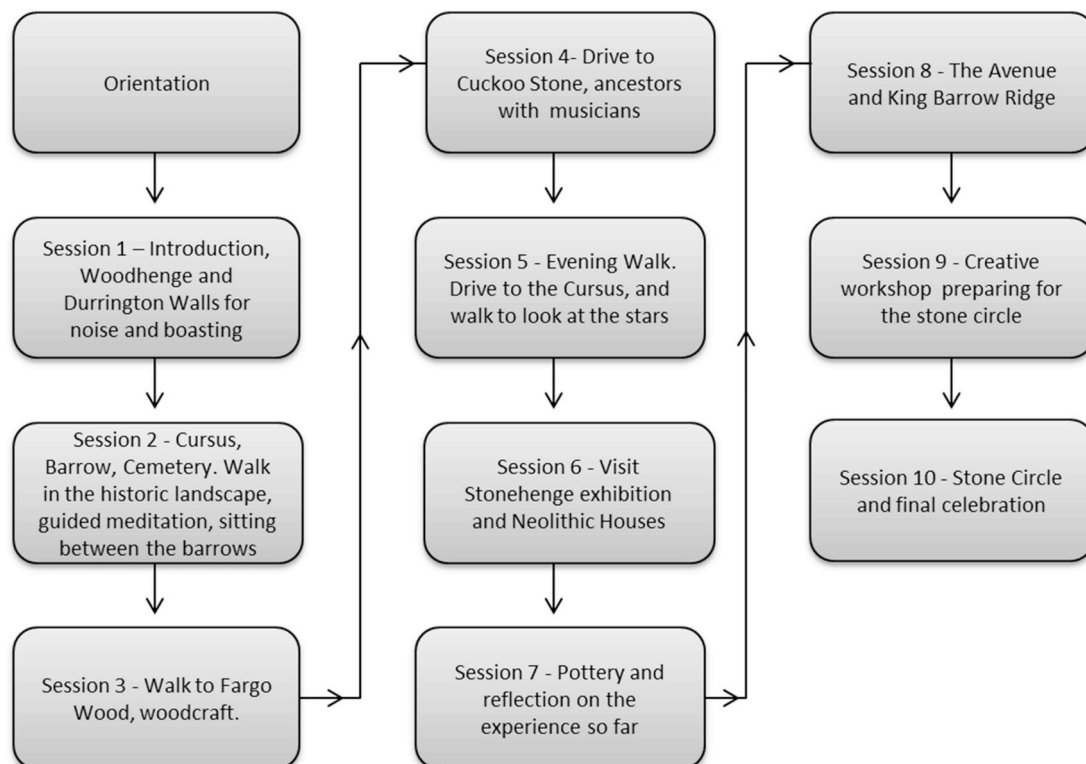 Orientation
Session 1 – Introduction,
Woodhenge and
Durrington Walls for
noise and boasting
Session 2 - Cursus,
Barrow, Cemetery. Walk
in the historic landscape,
guided meditation, sitting
between the barrows
Session 3 - Walk to Fargo
Wood, woodcraft.
Session 4- Drive to
Cuckoo Stone, ancestors
with musicians
Session 5 - Evening Walk.
Drive to the Cursus, and
walk to look at the stars
Session 6 - Visit
Stonehenge exhibition
and Neolithic Houses
Session 7 - Pottery and
reflection on the
experience so far
Session 8 - The Avenue
and King Barrow Ridge
Session 9 - Creative
workshop preparing for
the stone circle
Session 10 - Stone Circle
and final celebration